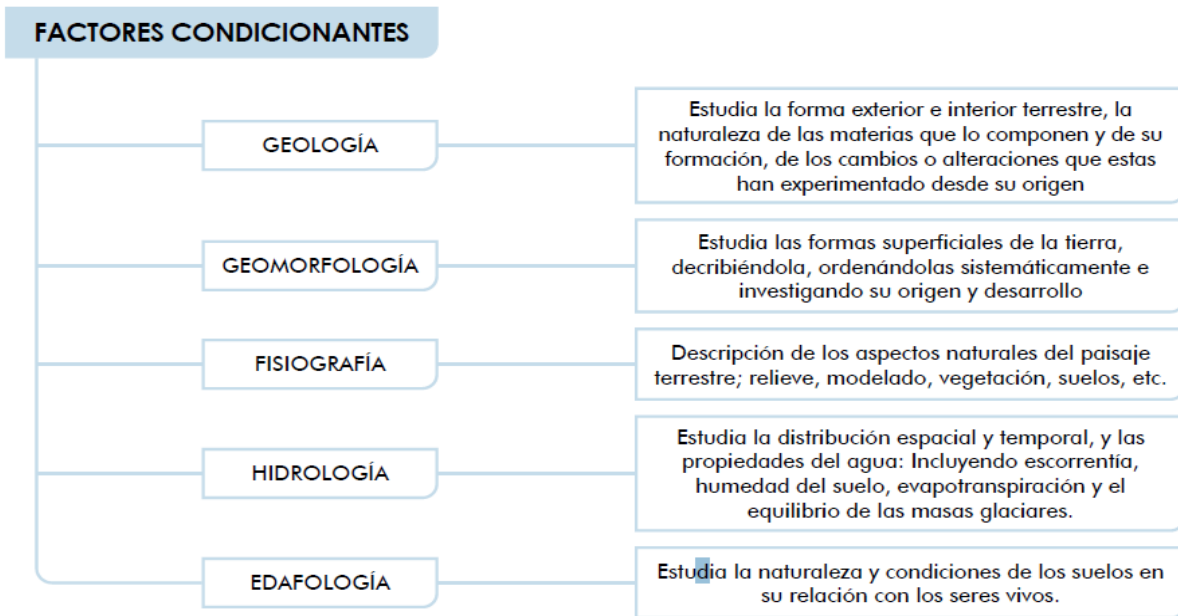 FACTORES CONDICIONANTES
GEOLOGÍA
Estudia la forma exterior e interior terrestre, la
naturaleza de las materias que lo componen y de su
formación, de los cambios o alteraciones que estas
han experimentado desde su origen
GEOMORFOLOGÍA
Estudia las formas superficiales de la tierra,
decribiéndola, ordenándolas sistemáticamente e
investigando su origen y desarrollo
FISIOGRAFÍA
Descripción de los aspectos naturales del paisaje
terrestre; relieve, modelado, vegetación, suelos, etc.
HIDROLOGÍA
Estudia la distribución espacial y temporal, y las
propiedades del agua: Incluyendo escorrentía,
humedad del suelo, evapotranspiración y el
equilibrio de las masas glaciares.
EDAFOLOGÍA
Estudia la naturaleza y condiciones de los suelos en
su relación con los seres vivos.